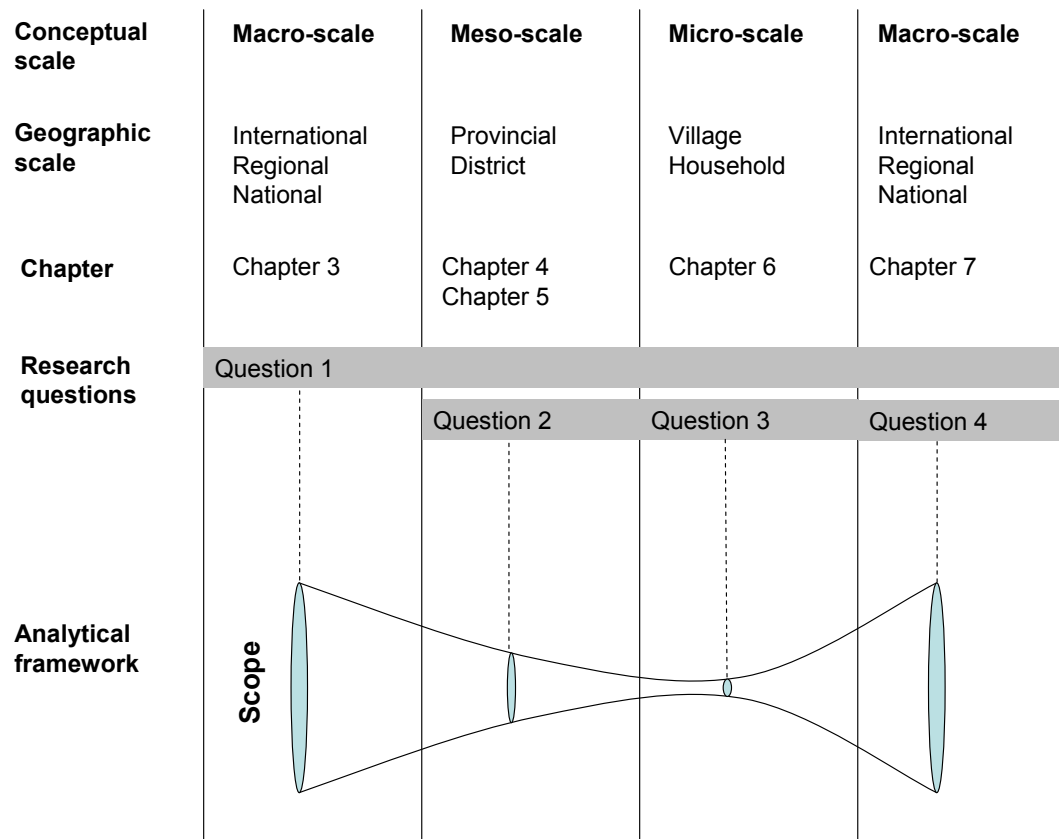 Conceptual scale
Macro-scale
Meso-scale
Micro-scale
Macro-scale
Geographic scale
International
Regional
National
Provincial
District
Village
Household
International
Regional
National
Chapter
Chapter 3
Chapter 4
Chapter 5
Chapter 6
Chapter 7
Research questions
Question 1
Question 2
Question 3
Question 4
Analytical framework
Scope